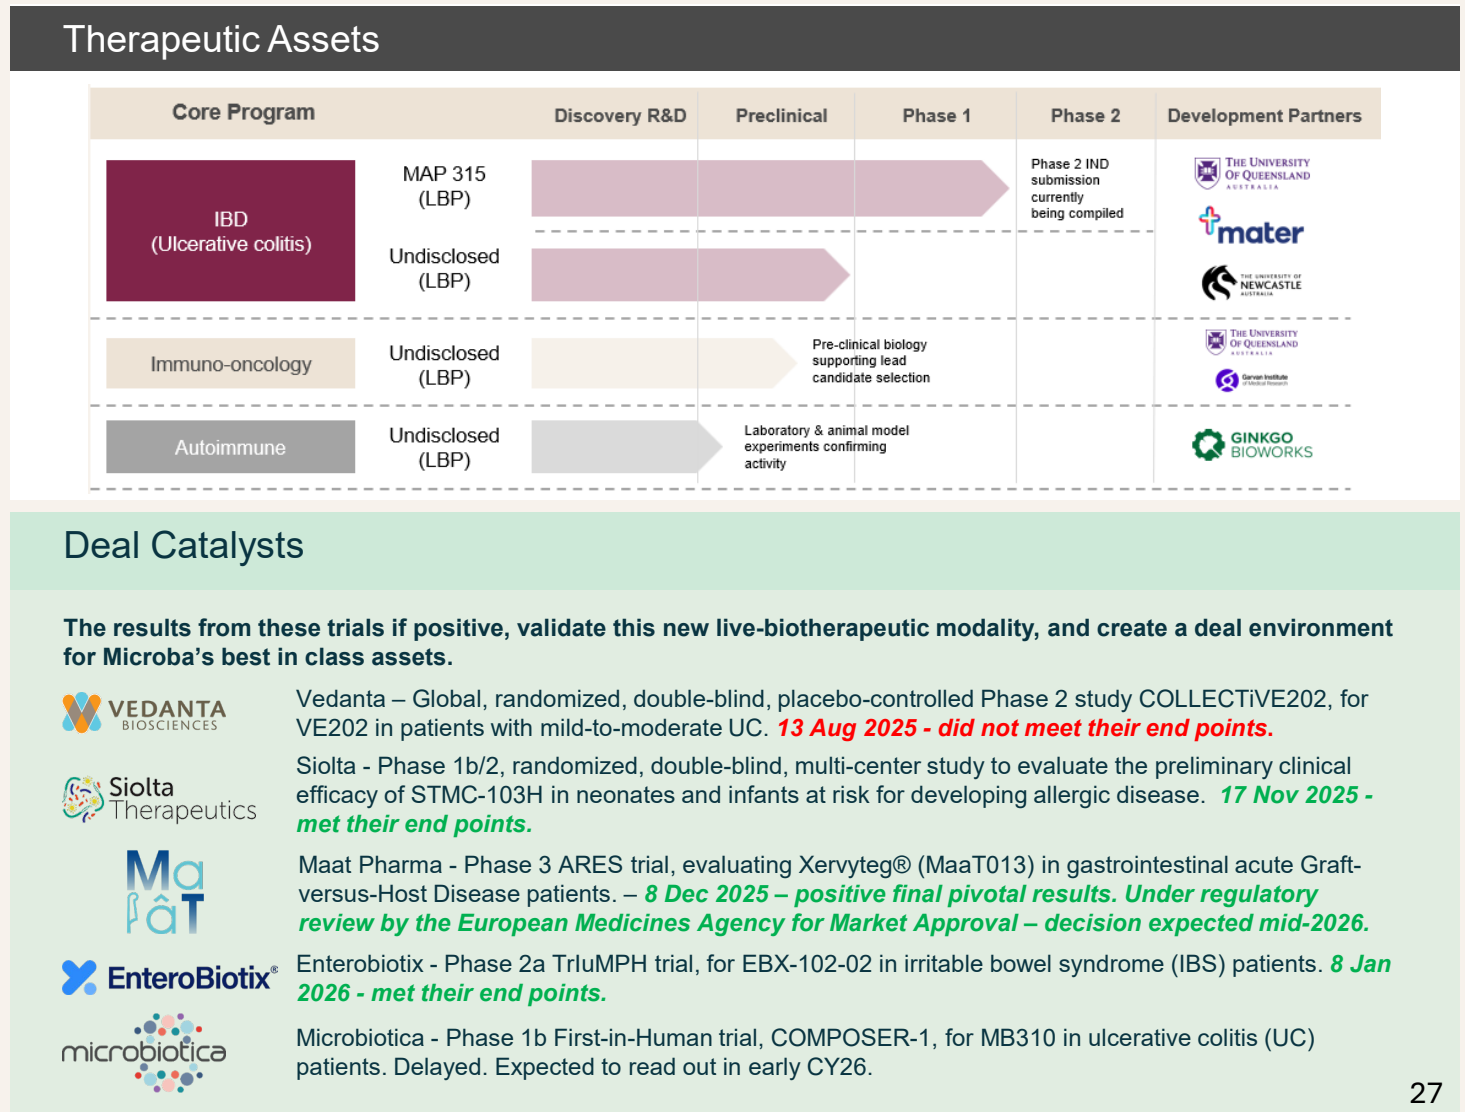 Therapeutic Assets
Core Program
Discovery R&D
Preclinical
Phase 1
Phase 2
Development Partners
IBD
(Ulcerative colitis)
MAP 315
(LBP)
Phase 2 IND
submission
currently
being compiled
THE UNIVERSITY
OF QUEENSLAND
AUSTRALIA
mater
Undisclosed
(LBP)
THE UNIVERSITY OF
NEWCASTLE
AUSTRALIA
Immuno-oncology
Undisclosed
(LBP)
Pre-clinical biology
supporting lead
candidate selection
THE UNIVERSITY
OF QUEENSLAND
AUSTRALIA
Garvan Institute
of Medical Research
Autoimmune
Undisclosed
(LBP)
Laboratory & animal model
experiments confirming
activity
GINKGO
BIOWORKS
Deal Catalysts
The results from these trials if positive, validate this new live-biotherapeutic modality, and create a deal environment
for Microba’s best in class assets.
VEDANTA
BIOSCIENCES
Vedanta – Global, randomized, double-blind, placebo-controlled Phase 2 study COLLECTiVE202, for
VE202 in patients with mild-to-moderate UC. 13 Aug 2025 - did not meet their end points.
Siolta
Therapeutics
Siolta - Phase 1b/2, randomized, double-blind, multi-center study to evaluate the preliminary clinical
efficacy of STMC-103H in neonates and infants at risk for developing allergic disease. 17 Nov 2025 -
met their end points.
Ma
âT
Maat Pharma - Phase 3 ARES trial, evaluating Xervyteg® (MaaT013) in gastrointestinal acute Graft-
versus-Host Disease patients. – 8 Dec 2025 – positive final pivotal results. Under regulatory
review by the European Medicines Agency for Market Approval – decision expected mid-2026.
EnteroBiotix®
Enterobiotix - Phase 2a TrIuMPH trial, for EBX-102-02 in irritable bowel syndrome (IBS) patients. 8 Jan
2026 - met their end points.
microbiotica
Microbiotica - Phase 1b First-in-Human trial, COMPOSER-1, for MB310 in ulcerative colitis (UC)
patients. Delayed. Expected to read out in early CY26.
27